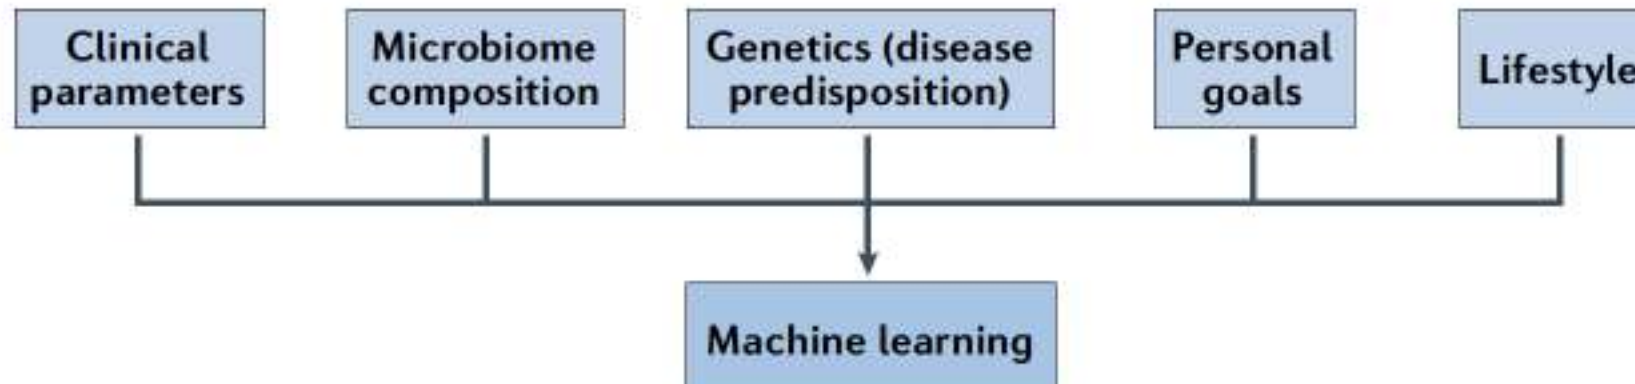 Clinical
parameters
Microbiome
composition
Genetics (disease
predisposition)
Personal
goals
Lifestyle
Machine learning